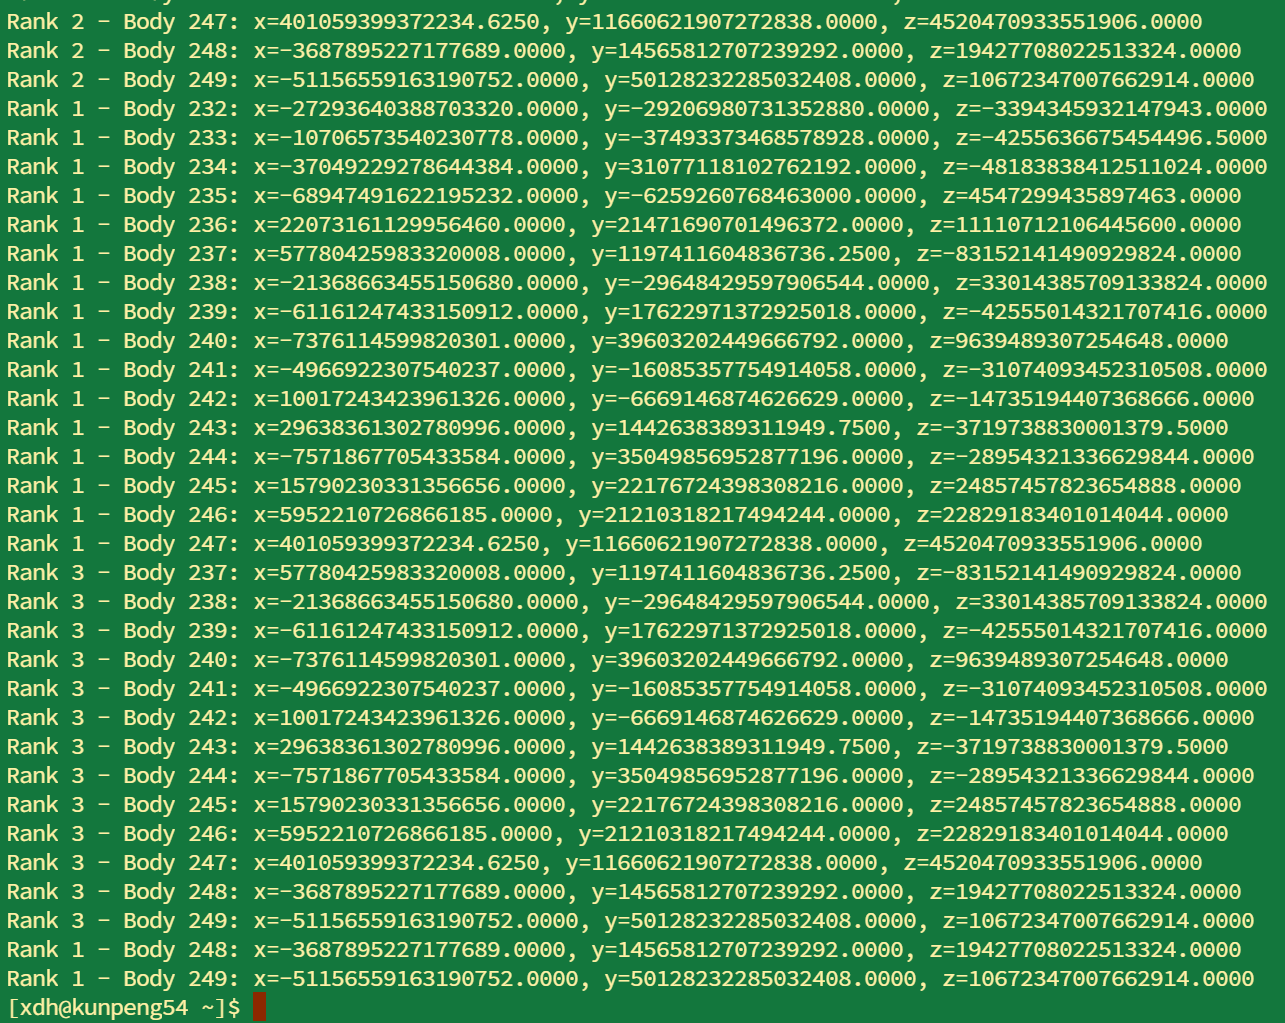 Rank 2 - Body 247: x=401059399372234.6250, y=11660621907272838.0000, z=4520470933551906.0000
Rank 2 - Body 248: x=-3687895227177689.0000, y=14565812707239292.0000, z=19427708022513324.0000
Rank 2 - Body 249: x=-51156559163190752.0000, y=50128232285032408.0000, z=10672347007662914.0000
Rank 1 - Body 232: x=-27293640388703320.0000, y=-29206980731352880.0000, z=-3394345932147943.0000
Rank 1 - Body 233: x=-10706573540230778.0000, y=-37493373468578928.0000, z=-4255636675454496.5000
Rank 1 - Body 234: x=-37049229278644384.0000, y=31077118102762192.0000, z=-48183838412511024.0000
Rank 1 - Body 235: x=-68947491622195232.0000, y=-6259260768463000.0000, z=4547299435897463.0000
Rank 1 - Body 236: x=22073161129956460.0000, y=21471690701496372.0000, z=11110712106445600.0000
Rank 1 - Body 237: x=57780425983320008.0000, y=1197411604836736.2500, z=-83152141490929824.0000
Rank 1 - Body 238: x=-21368663455150680.0000, y=-29648429597906544.0000, z=33014385709133824.0000
Rank 1 - Body 239: x=-61161247433150912.0000, y=17622971372925018.0000, z=-42555014321707416.0000
Rank 1 - Body 240: x=-7376114599820301.0000, y=39603202449666792.0000, z=9639489307254648.0000
Rank 1 - Body 241: x=-4966922307540237.0000, y=-16085357754914058.0000, z=-31074093452310508.0000
Rank 1 - Body 242: x=10017243423961326.0000, y=-6669146874626629.0000, z=-14735194407368666.0000
Rank 1 - Body 243: x=29638361302780996.0000, y=1442638389311949.7500, z=-3719738830001379.5000
Rank 1 - Body 244: x=-7571867705433584.0000, y=35049856952877196.0000, z=-28954321336629844.0000
Rank 1 - Body 245: x=15790230331356656.0000, y=22176724398308216.0000, z=24857457823654888.0000
Rank 1 - Body 246: x=5952210726866185.0000, y=21210318217494244.0000, z=22829183401014044.0000
Rank 1 - Body 247: x=401059399372234.6250, y=11660621907272838.0000, z=4520470933551906.0000
Rank 3 - Body 237: x=57780425983320008.0000, y=1197411604836736.2500, z=-83152141490929824.0000
Rank 3 - Body 238: x=-21368663455150680.0000, y=-29648429597906544.0000, z=33014385709133824.0000
Rank 3 - Body 239: x=-61161247433150912.0000, y=17622971372925018.0000, z=-42555014321707416.0000
Rank 3 - Body 240: x=-7376114599820301.0000, y=39603202449666792.0000, z=9639489307254648.0000
Rank 3 - Body 241: x=-4966922307540237.0000, y=-16085357754914058.0000, z=-31074093452310508.0000
Rank 3 - Body 242: x=10017243423961326.0000, y=-6669146874626629.0000, z=-14735194407368666.0000
Rank 3 - Body 243: x=29638361302780996.0000, y=1442638389311949.7500, z=-3719738830001379.5000
Rank 3 - Body 244: x=-7571867705433584.0000, y=35049856952877196.0000, z=-28954321336629844.0000
Rank 3 - Body 245: x=15790230331356656.0000, y=22176724398308216.0000, z=24857457823654888.0000
Rank 3 - Body 246: x=5952210726866185.0000, y=21210318217494244.0000, z=22829183401014044.0000
Rank 3 - Body 247: x=401059399372234.6250, y=11660621907272838.0000, z=4520470933551906.0000
Rank 3 - Body 248: x=-3687895227177689.0000, y=14565812707239292.0000, z=19427708022513324.0000
Rank 3 - Body 249: x=-51156559163190752.0000, y=50128232285032408.0000, z=10672347007662914.0000
Rank 1 - Body 248: x=-3687895227177689.0000, y=14565812707239292.0000, z=19427708022513324.0000
Rank 1 - Body 249: x=-51156559163190752.0000, y=50128232285032408.0000, z=10672347007662914.0000
[xdh@kunpeng54 ~]$